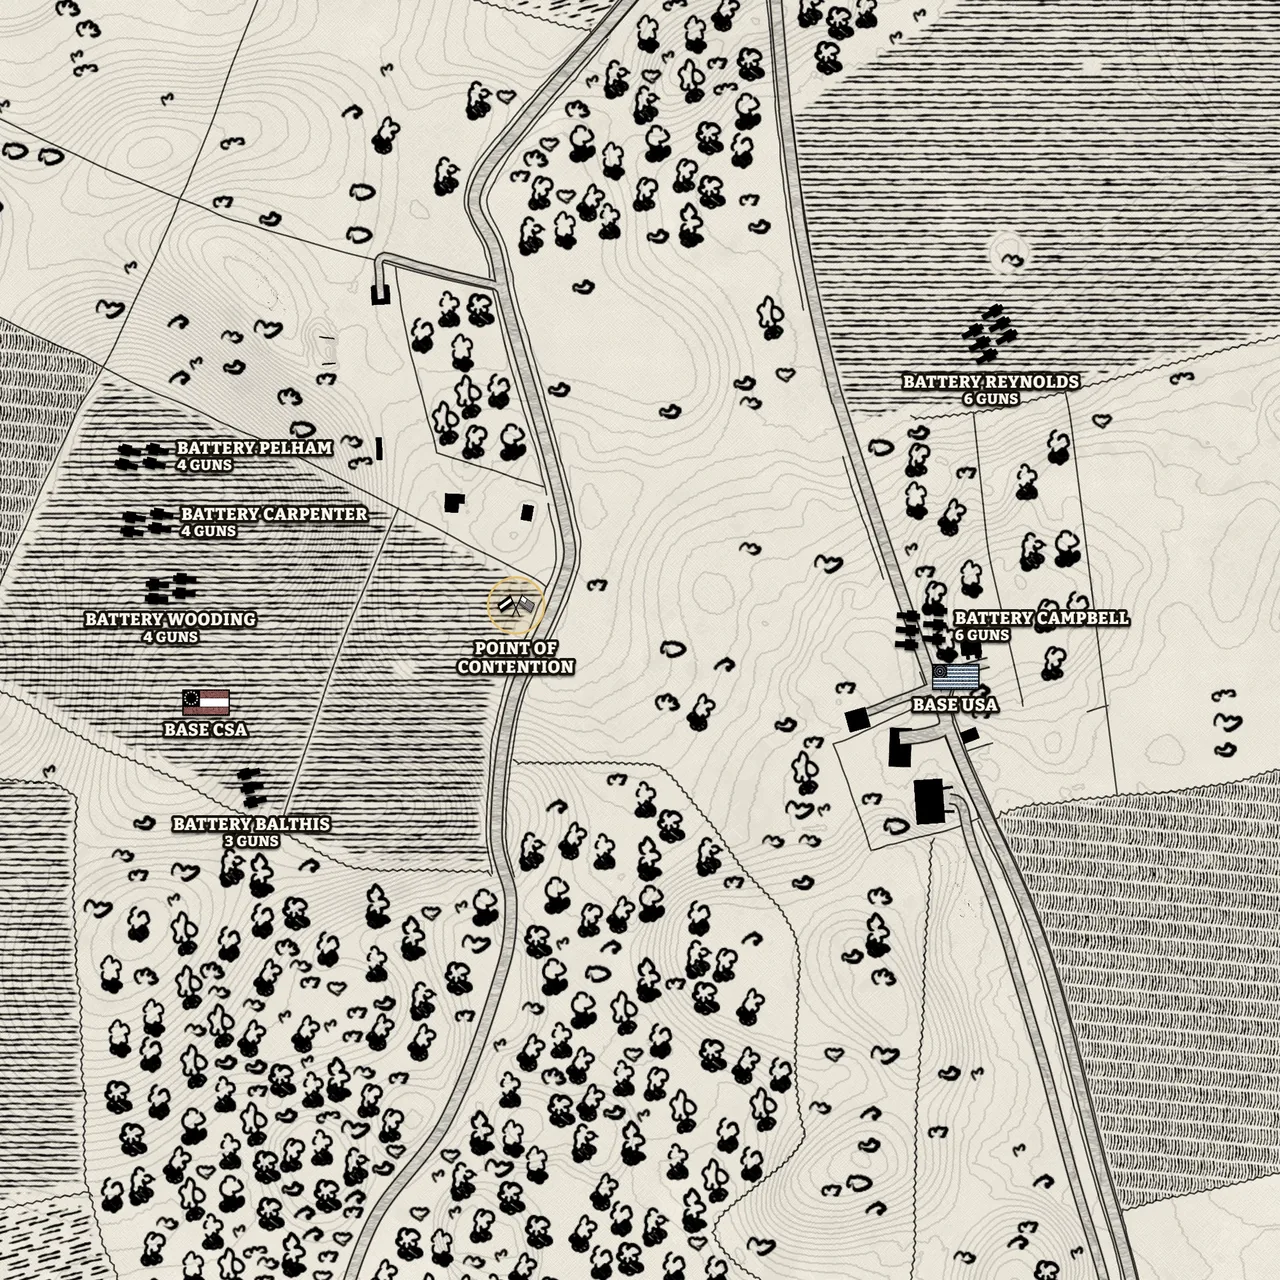 BATTERY REYNOLDS
6 GUNS
BATTERY PELHAM
4 GUNS
BATTERY CARPENTER
4 GUNS
BATTERY WOODING
4 GUNS
BATTERY CAMPBELL
6 GUNS
POINT OF
CONTENTION
BASE USA
BASE CSA
BATTERY BALTHIS
3 GUNS